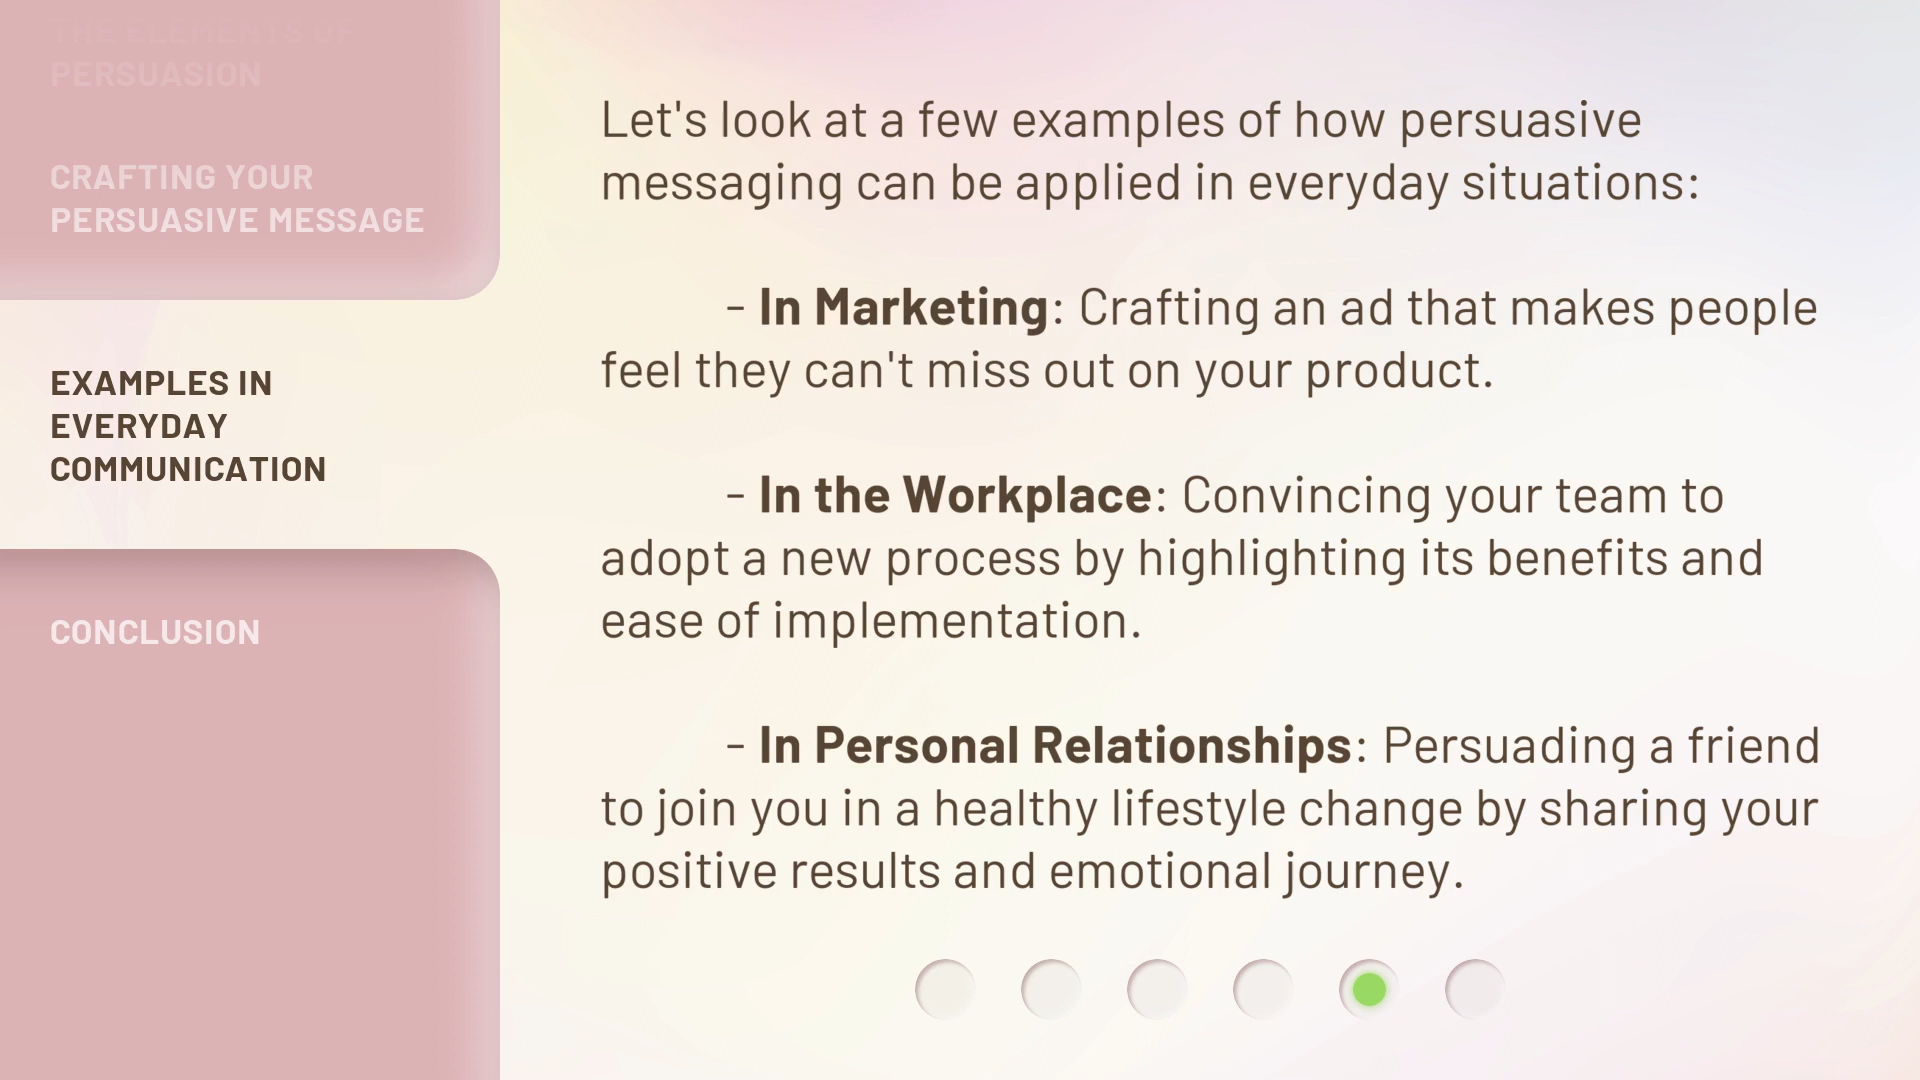 THE ELEMENTS OF
PERSUASION
CRAFTING YOUR
PERSUASIVE MESSAGE
EXAMPLES IN
EVERYDAY
COMMUNICATION
CONCLUSION
Let's look at a few examples of how persuasive
messaging can be applied in everyday situations:
- In Marketing: Crafting an ad that makes people
feel they can't miss out on your product.
- In the Workplace: Convincing your team to
adopt a new process by highlighting its benefits and
ease of implementation.
- In Personal Relationships: Persuading a friend
to join you in a healthy lifestyle change by sharing your
positive results and emotional journey.